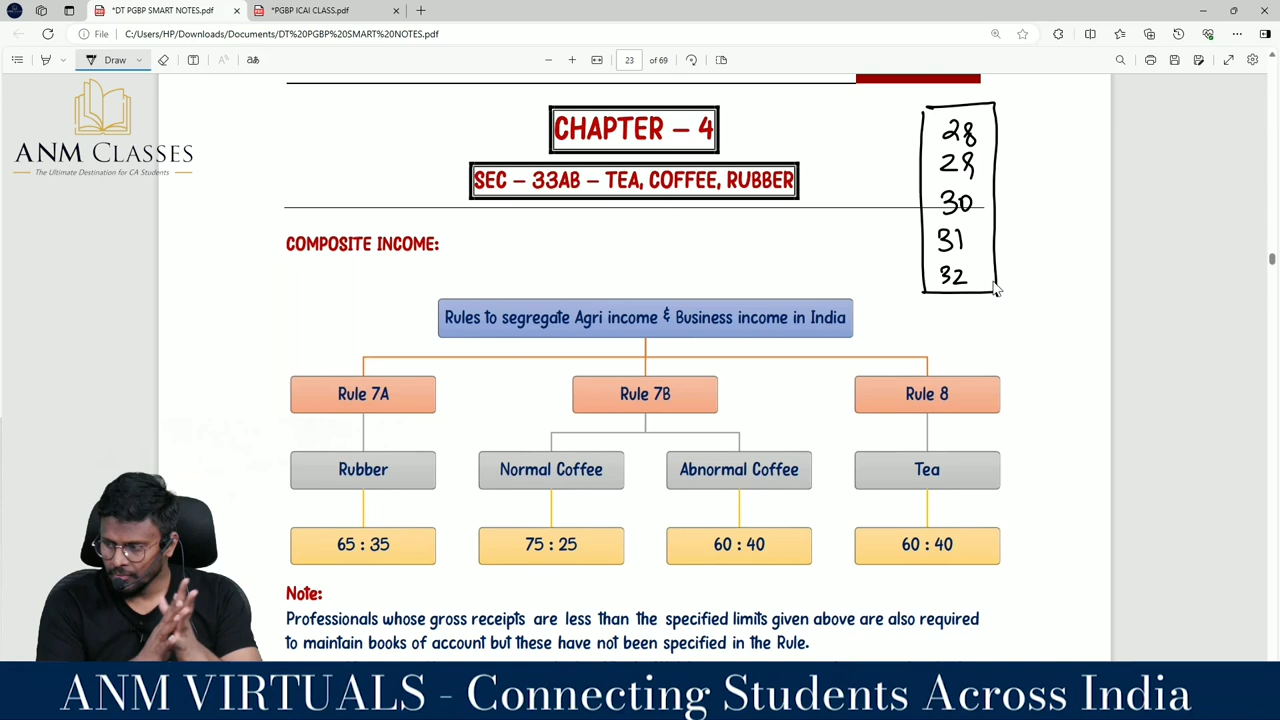 *DT PGBP SMART NOTES.pdf
*PGBP ICAI CLASS.pdf
File
C:/Users/HP/Downloads/Documents/DT%20PGBP%20SMART%20NOTES.pdf
Draw
23 of 69
ANM CLASSES
The Ultimate Destination for CA Students
CHAPTER – 4
SEC – 33AB – TEA, COFFEE, RUBBER
28
29
30
31
32
COMPOSITE INCOME:
Rules to segregate Agri income & Business income in India
Rule 7A
Rule 7B
Rule 8
Rubber
Normal Coffee
Abnormal Coffee
Tea
65 : 35
75 : 25
60 : 40
60 : 40
Note:
Professionals whose gross receipts are less than the specified limits given above are also required
to maintain books of account but these have not been specified in the Rule.
ANM VIRTUALS - Connecting Students Across India